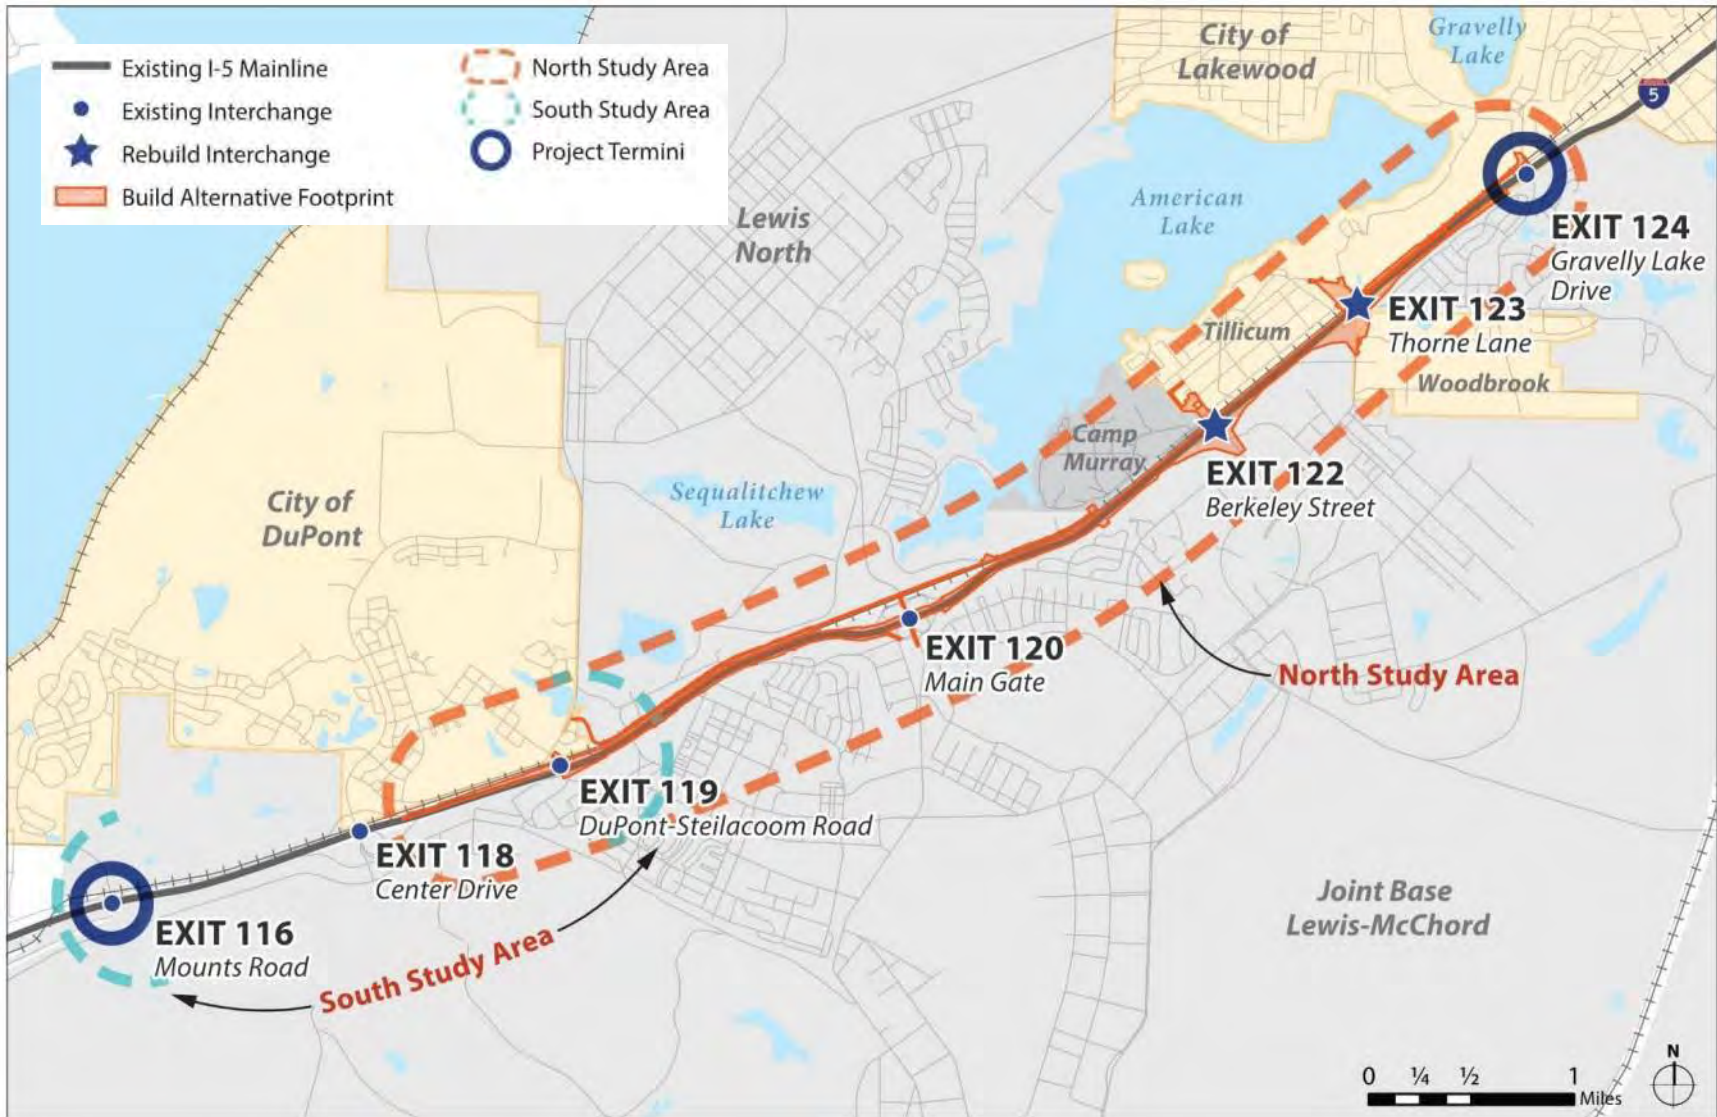 Existing I-5 Mainline
Existing Interchange
Rebuild Interchange
Build Alternative Footprint
North Study Area
South Study Area
Project Termini
City of
Lakewood
Gravelly
Lake
5
American
Lake
Lewis
North
EXIT 124
Gravelly Lake
Drive
EXIT 123
Thorne Lane
Tillicum
Woodbrook
Camp
Murray
EXIT 122
Berkeley Street
Sequalitchew
Lake
City of
DuPont
EXIT 120
Main Gate
North Study Area
EXIT 119
DuPont-Steilacoom Road
EXIT 118
Center Drive
EXIT 116
Mounts Road
South Study Area
Joint Base
Lewis-McChord
N
0 ¼ ½ 1
Miles